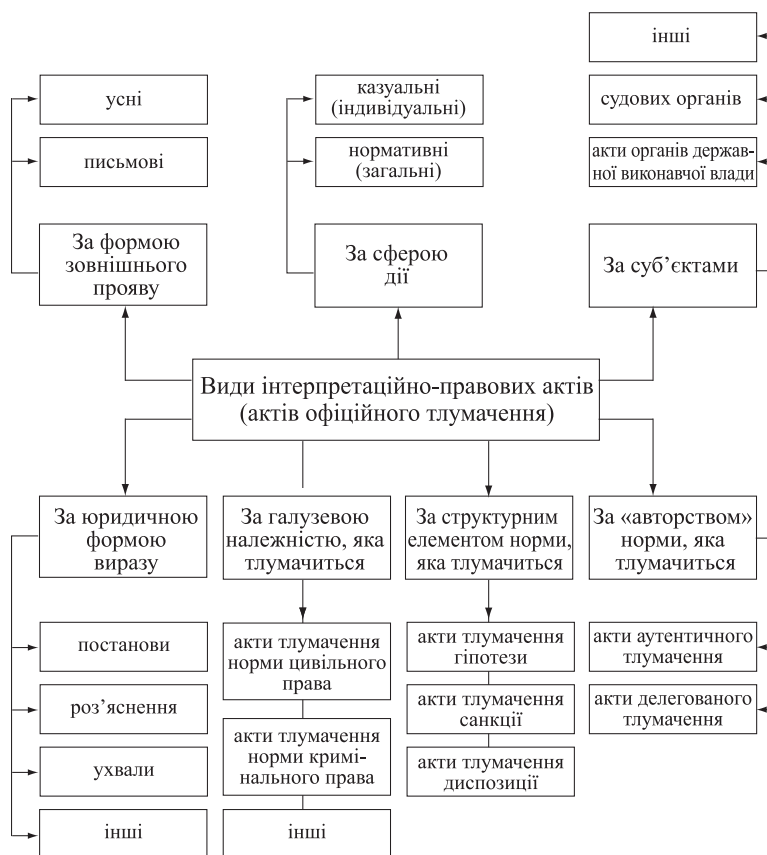 інші
усні
казуальні
(індивідуальні)
судових органів
письмові
нормативні
(загальні)
акти органів держав-
ної виконавчої влади
За формою
зовнішнього
прояву
За сферою
дії
За суб’єктами
Види інтерпретаційно-правових актів
(актів офіційного тлумачення)
За юридичною
формою
виразу
За галузевою
належністю, яка
тлумачиться
За структурним
елементом норми,
яка тлумачиться
За «авторством»
норми, яка
тлумачиться
постанови
акти тлумачення
норми цивільного
права
акти тлумачення
гіпотези
акти аутентичного
тлумачення
роз’яснення
акти тлумачення
норми кримі-
нального права
акти тлумачення
санкції
акти делегованого
тлумачення
ухвали
акти тлумачення
диспозиції
інші
інші